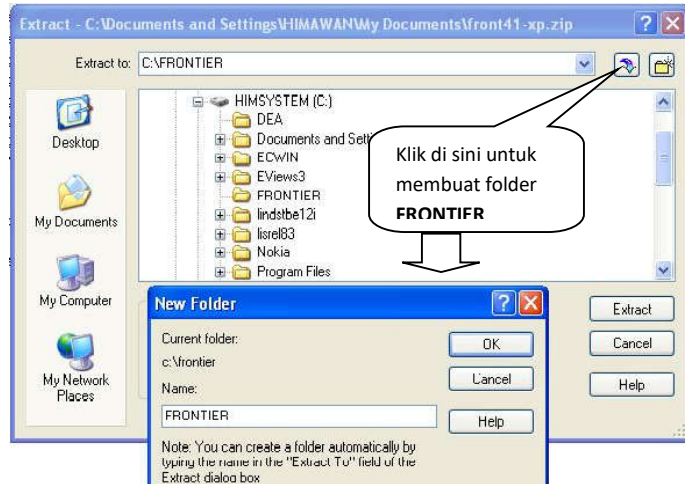 Extract - C:\Documents and Settings\HIMAWAN\My Documents\front41-xp.zip
Extract to: C:\FRONTIER
Desktop
My Documents
My Computer
My Network
Places
HIMSYSTEM (C:)
DEA
Documents and Setti
ECWIN
EViews3
FRONTIER
lindstbe12i
lisrel83
Nokia
Program Files
Klik di sini untuk
membuat folder
FRONTIER
Extract
Cancel
Help
New Folder
Current folder:
c:\frontier
Name:
FRONTIER
OK
Cancel
Help
Note: You can create a folder automatically by
typing the name in the "Extract To" field of the
Extract dialog box